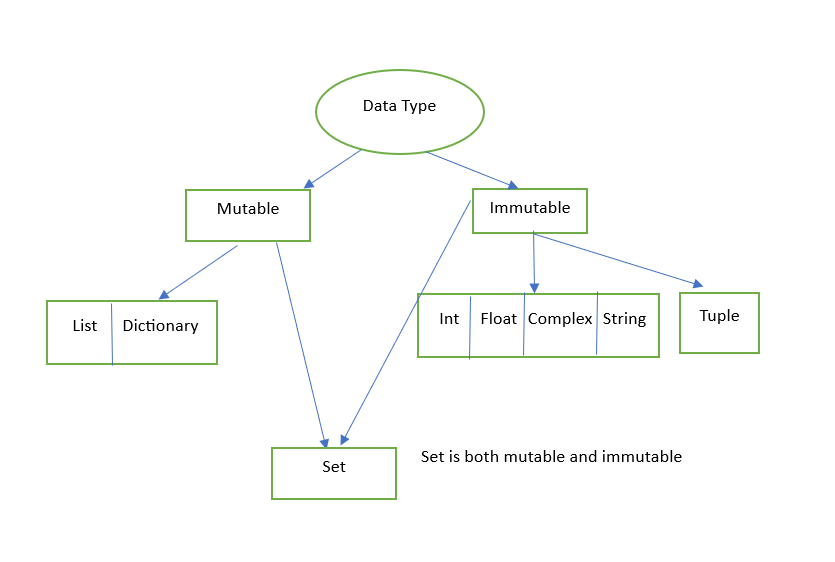 Data Type
Mutable
Immutable
List
Dictionary
Int
Float
Complex
String
Tuple
Set
Set is both mutable and immutable